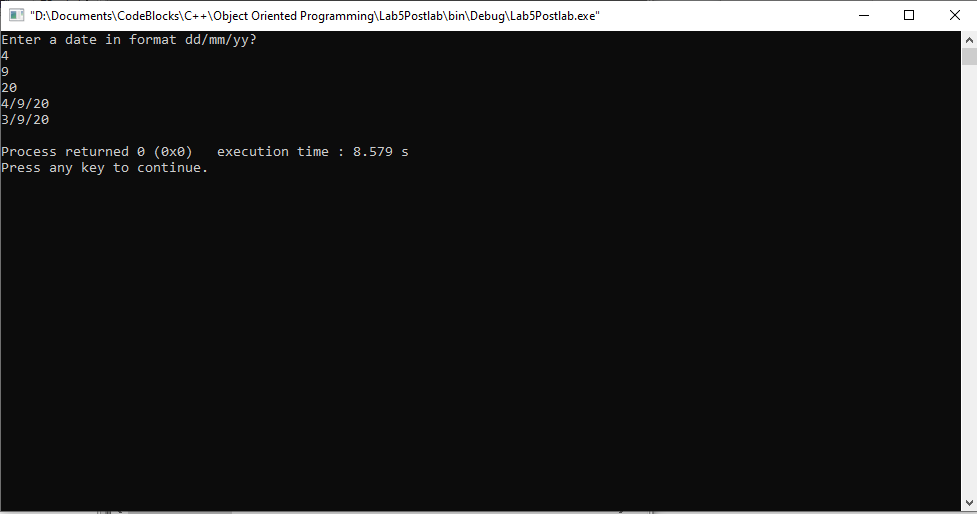 "D:\Documents\CodeBlocks\C++\Object Oriented Programming\Lab5Postlab\bin\Debug\Lab5Postlab.exe"
Enter a date in format dd/mm/yy?
4
9
20
4/9/20
3/9/20
Process returned 0 (0x0)   execution time : 8.579 s
Press any key to continue.